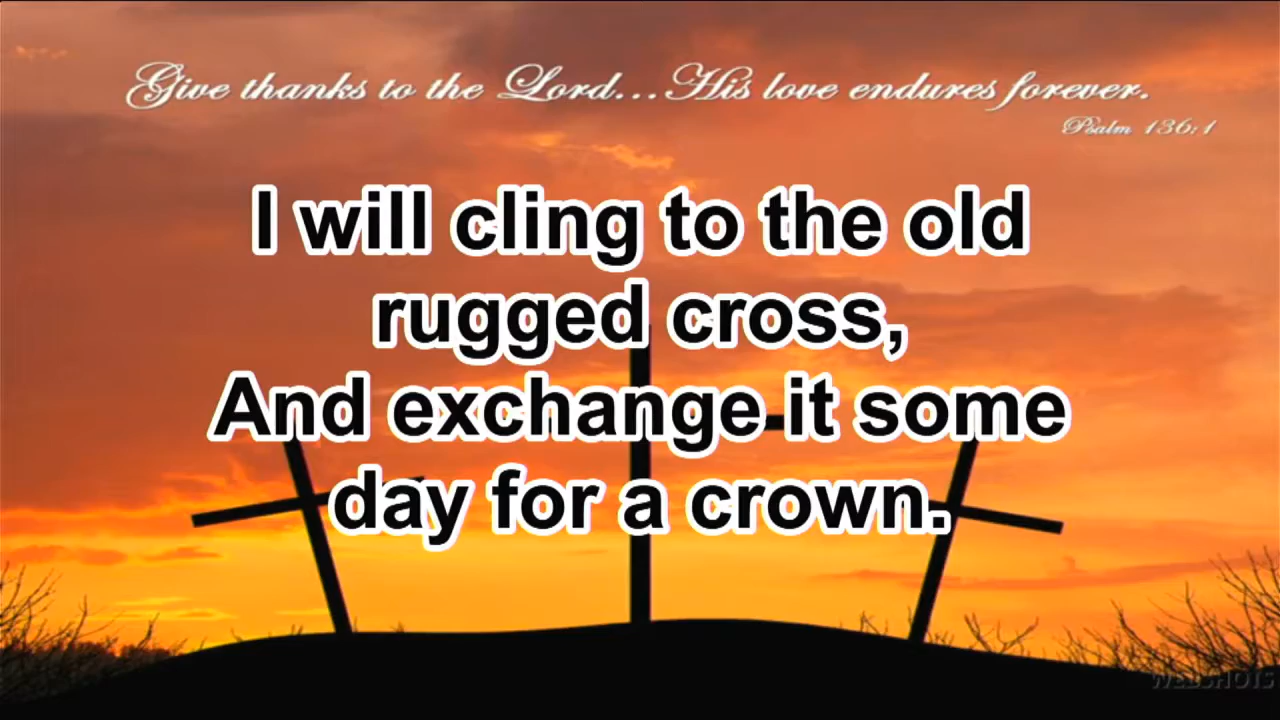 Give thanks to the Lord...His love endures forever.
Psalm 136:1
I will cling to the old
rugged cross,
And exchange it some
day for a crown.
WEBSHOTS